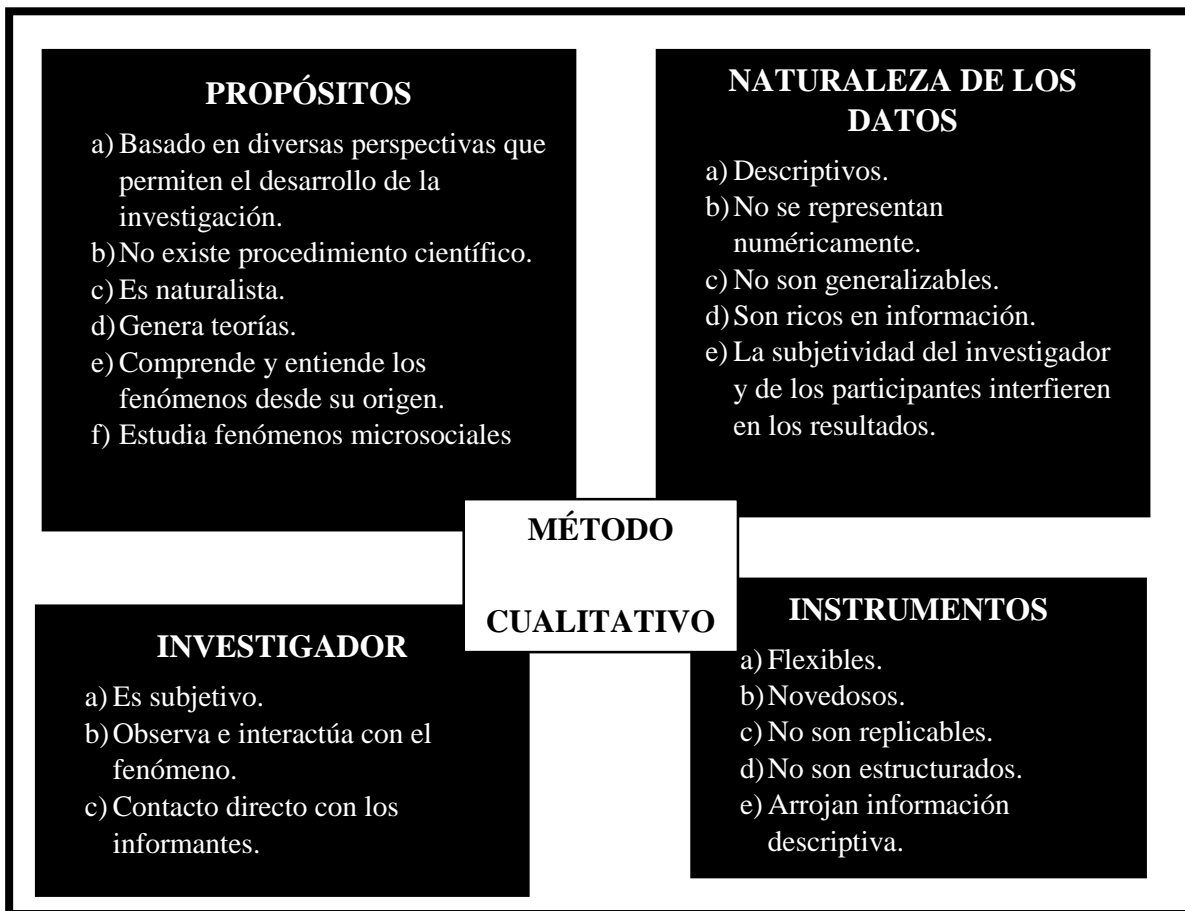 PROPÓSITOS
a) Basado en diversas perspectivas que
permiten el desarrollo de la
investigación.
b) No existe procedimiento científico.
c) Es naturalista.
d) Genera teorías.
e) Comprende y entiende los
fenómenos desde su origen.
f) Estudia fenómenos microsociales
NATURALEZA DE LOS
DATOS
a) Descriptivos.
b) No se representan
numéricamente.
c) No son generalizables.
d) Son ricos en información.
e) La subjetividad del investigador
y de los participantes interfieren
en los resultados.
MÉTODO
CUALITATIVO
INVESTIGADOR
a) Es subjetivo.
b) Observa e interactúa con el
fenómeno.
c) Contacto directo con los
informantes.
INSTRUMENTOS
a) Flexibles.
b) Novedosos.
c) No son replicables.
d) No son estructurados.
e) Arrojan información
descriptiva.